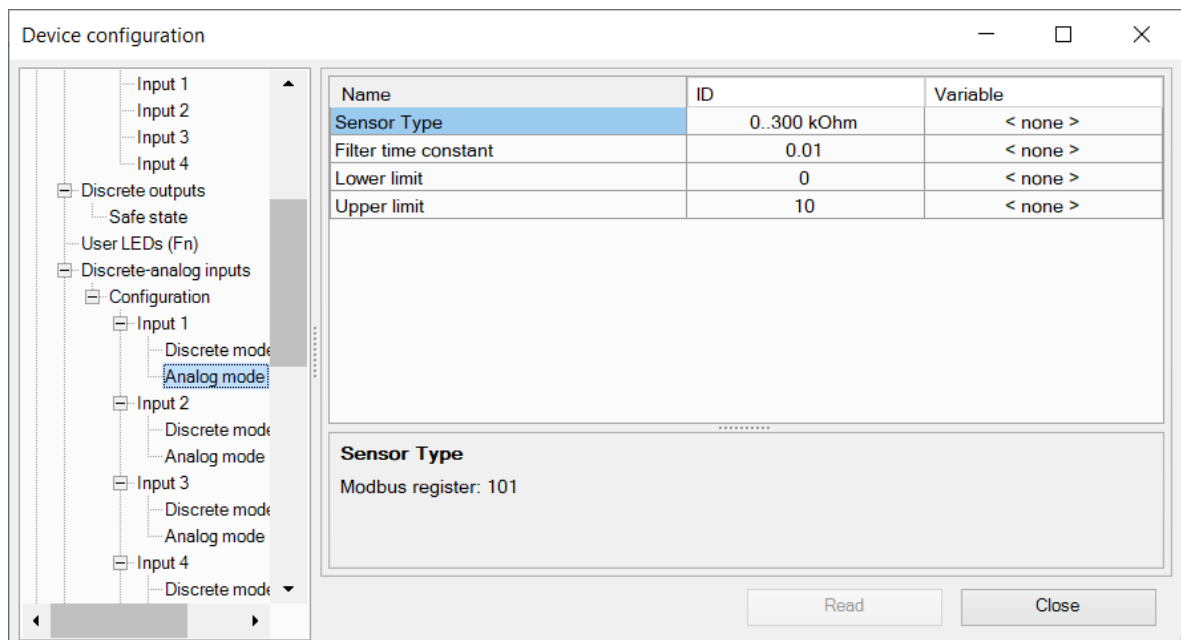 Device configuration
Input 1
Input 2
Input 3
Input 4
Discrete outputs
Safe state
User LEDs (Fn)
Discrete-analog inputs
Configuration
Input 1
Discrete mode
Analog mode
Input 2
Discrete mode
Analog mode
Input 3
Discrete mode
Analog mode
Input 4
Discrete mode
Name ID Variable
Sensor Type 0..300 kOhm < none >
Filter time constant 0.01 < none >
Lower limit 0 < none >
Upper limit 10 < none >
Sensor Type
Modbus register: 101
Read Close